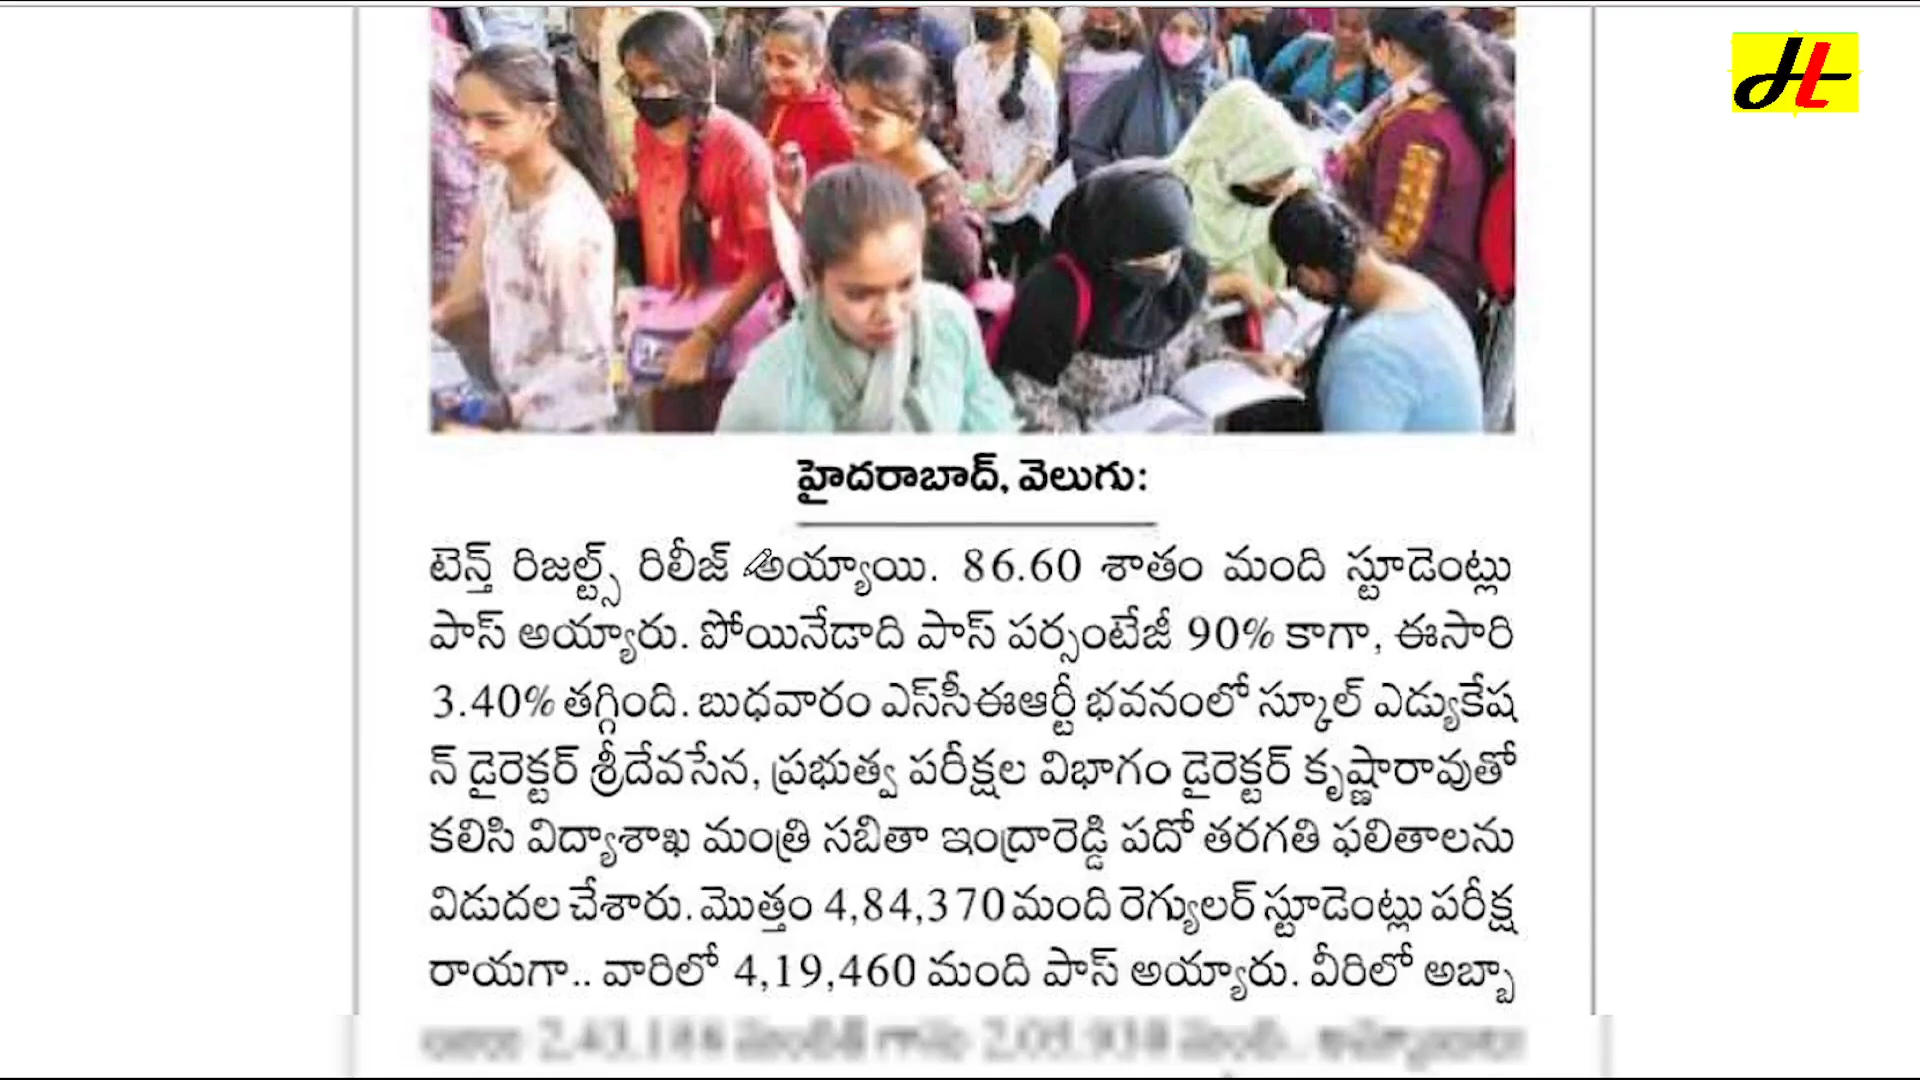 HL
హైదరాబాద్, వెలుగు:
టెన్త్ రిజల్ట్స్ రిలీజ్ అయ్యాయి. 86.60 శాతం మంది స్టూడెంట్లు
పాస్ అయ్యారు. పోయినేడాది పాస్ పర్సంటేజీ 90% కాగా, ఈసారి
3.40% తగ్గింది. బుధవారం ఎస్‌సీఈఆర్టీ భవనంలో స్కూల్ ఎడ్యుకేష
న్ డైరెక్టర్ శ్రీదేవసేన, ప్రభుత్వ పరీక్షల విభాగం డైరెక్టర్ కృష్ణారావుతో
కలిసి విద్యాశాఖ మంత్రి సబితా ఇంద్రారెడ్డి పదో తరగతి ఫలితాలను
విడుదల చేశారు. మొత్తం 4,84,370 మంది రెగ్యులర్ స్టూడెంట్లు పరీక్ష
రాయగా.. వారిలో 4,19,460 మంది పాస్ అయ్యారు. వీరిలో అబ్బా